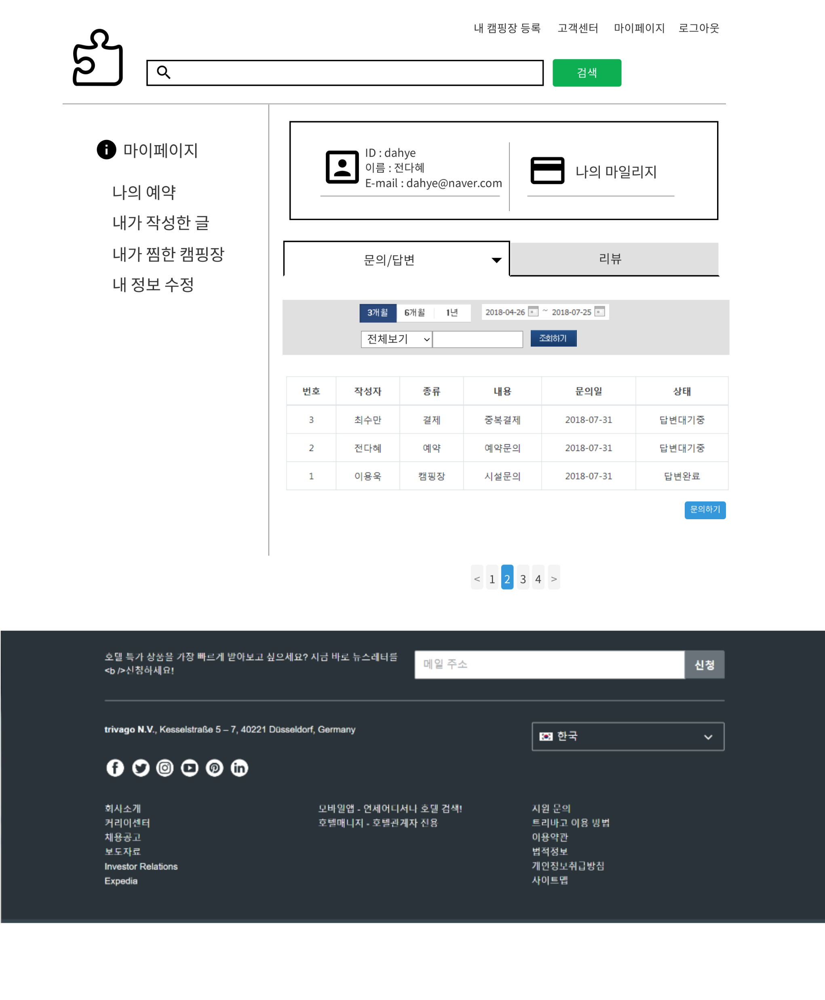 내 캠핑장 등록 고객센터 마이페이지 로그아웃
검색
마이페이지
나의 예약
내가 작성한 글
내가 찜한 캠핑장
내 정보 수정
ID : dahye
이름 : 전다혜
E-mail : dahye@naver.com
나의 마일리지
문의/답변
리뷰
3개월 6개월 1년 2018-04-26 ~ 2018-07-25
전체보기 조회하기
번호 작성자 종류 내용 문의일 상태
3 최수만 결제 중복결제 2018-07-31 답변대기중
2 전다혜 예약 예약문의 2018-07-31 답변대기중
1 이용욱 캠핑장 시설문의 2018-07-31 답변완료
문의하기
< 1 2 3 4 >
호텔 특가 상품을 가장 빠르게 받아보고 싶으세요? 지금 바로 뉴스레터를
<b />신청하세요!
메일 주소 신청
trivago N.V., Kesselstraße 5 – 7, 40221 Düsseldorf, Germany
한국
회사소개
커리어센터
채용공고
보도자료
Investor Relations
Expedia
모바일앱 - 언제어디서나 호텔 검색!
호텔매니저 - 호텔관계자 전용
지원 문의
트리바고 이용 방법
이용약관
법적정보
개인정보취급방침
사이트맵